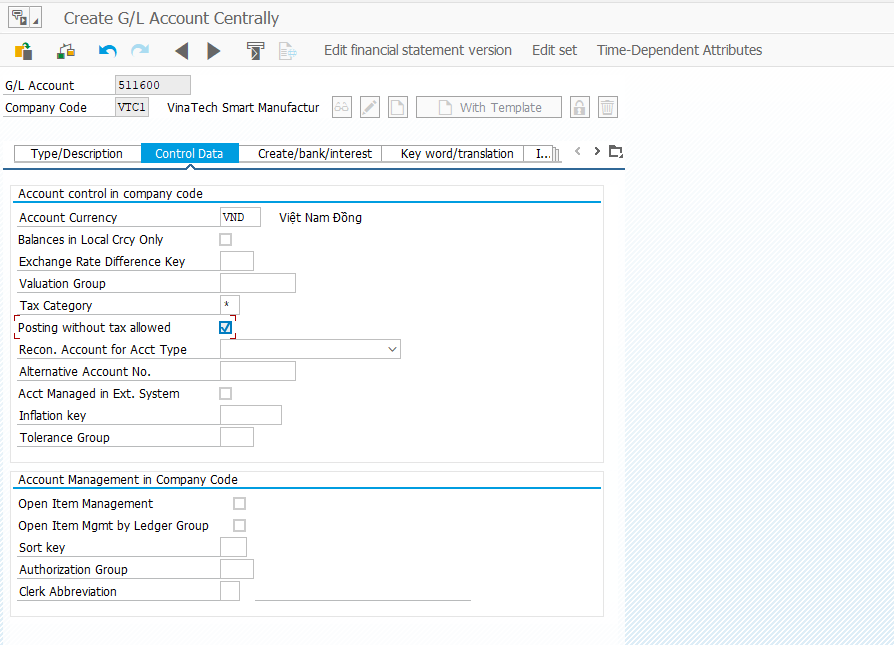 Create G/L Account Centrally
Edit financial statement version Edit set Time-Dependent Attributes
G/L Account 511600
Company Code VTC1 VinaTech Smart Manufactur With Template
Type/Description Control Data Create/bank/interest Key word/translation I...
Account control in company code
Account Currency VND Việt Nam Đồng
Balances in Local Crcy Only
Exchange Rate Difference Key
Valuation Group
Tax Category *
Posting without tax allowed
Recon. Account for Acct Type
Alternative Account No.
Acct Managed in Ext. System
Inflation key
Tolerance Group
Account Management in Company Code
Open Item Management
Open Item Mgmt by Ledger Group
Sort key
Authorization Group
Clerk Abbreviation